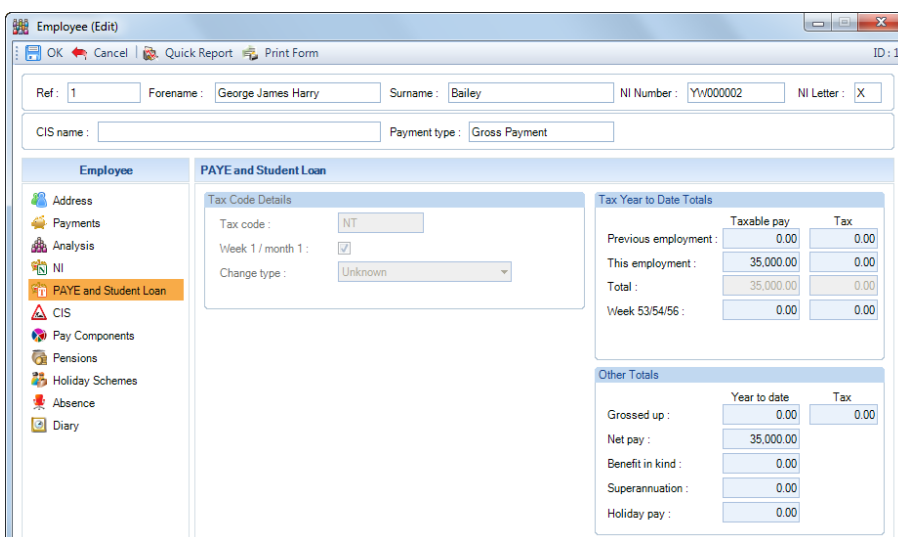 Employee (Edit)
OK Cancel Quick Report Print Form ID : 1
Ref : 1 Forename : George James Harry Surname : Bailey NI Number : YW000002 NI Letter : X
CIS name : Payment type : Gross Payment
Employee
Address
Payments
Analysis
NI
PAYE and Student Loan
CIS
Pay Components
Pensions
Holiday Schemes
Absence
Diary
PAYE and Student Loan
Tax Code Details
Tax code : NT
Week 1 / month 1 :
Change type : Unknown
Tax Year to Date Totals
Taxable pay Tax
Previous employment : 0.00 0.00
This employment : 35,000.00 0.00
Total : 35,000.00 0.00
Week 53/54/56 : 0.00 0.00
Other Totals
Year to date Tax
Grossed up : 0.00 0.00
Net pay : 35,000.00
Benefit in kind : 0.00
Superannuation : 0.00
Holiday pay : 0.00